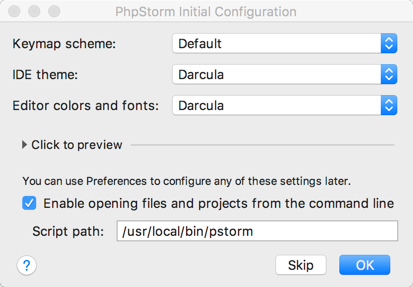 PhpStorm Initial Configuration
Keymap scheme: Default
IDE theme: Darcula
Editor colors and fonts: Darcula
Click to preview
You can use Preferences to configure any of these settings later.
Enable opening files and projects from the command line
Script path: /usr/local/bin/pstorm
? Skip OK